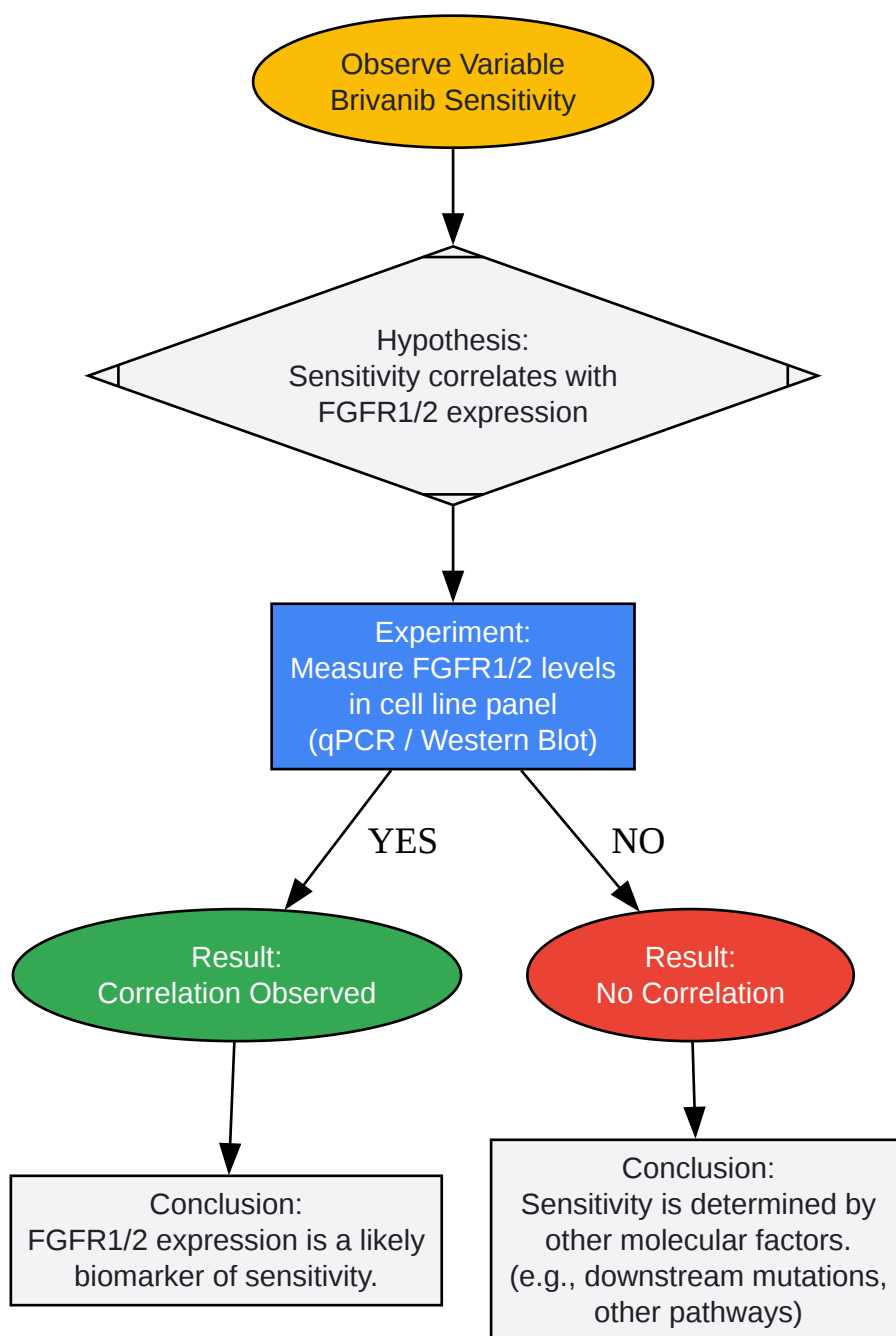 Observe Variable
Brivanib Sensitivity
Hypothesis:
Sensitivity correlates with
FGFR1/2 expression
Experiment:
Measure FGFR1/2 levels
in cell line panel
(qPCR / Western Blot)
YES
NO
Result:
Correlation Observed
Result:
No Correlation
Conclusion:
FGFR1/2 expression is a likely
biomarker of sensitivity.
Conclusion:
Sensitivity is determined by
other molecular factors.
(e.g., downstream mutations,
other pathways)